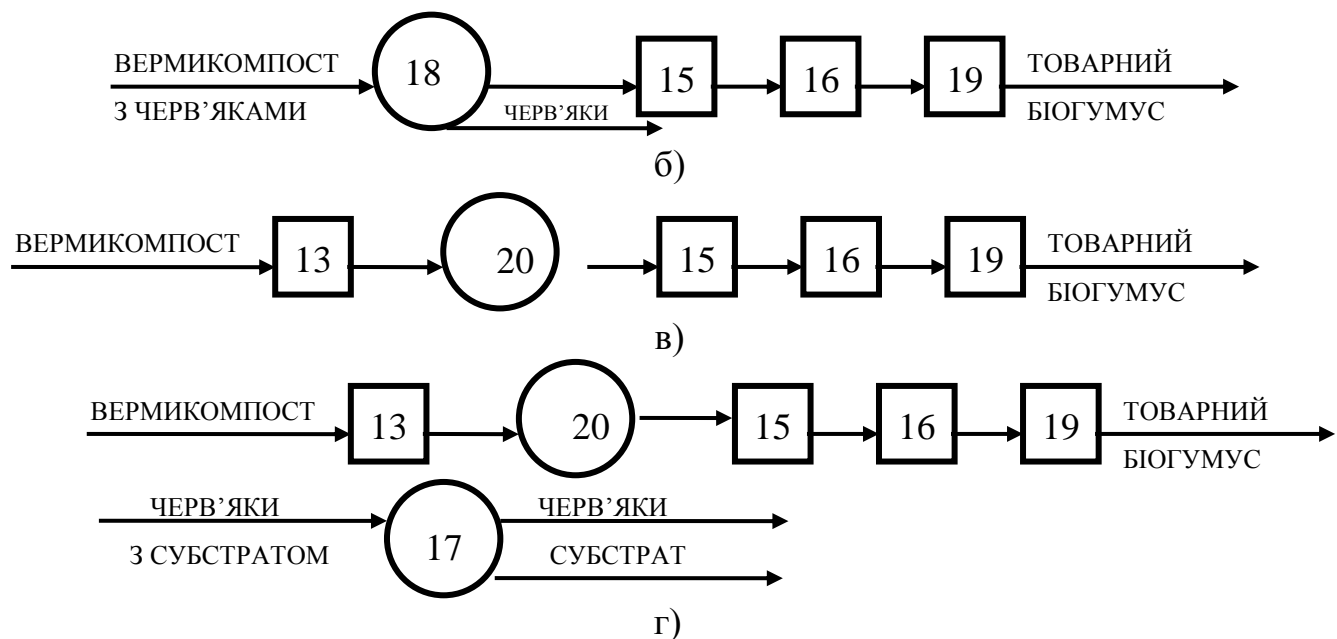 ВЕРМИКОМПОСТ
З ЧЕРВ’ЯКАМИ
18
ЧЕРВ’ЯКИ
15
16
19
ТОВАРНИЙ
БІОГУМУС
б)
ВЕРМИКОМПОСТ
13
20
15
16
19
ТОВАРНИЙ
БІОГУМУС
в)
ВЕРМИКОМПОСТ
13
20
15
16
19
ТОВАРНИЙ
БІОГУМУС
ЧЕРВ’ЯКИ
З СУБСТРАТОМ
17
ЧЕРВ’ЯКИ
СУБСТРАТ
г)